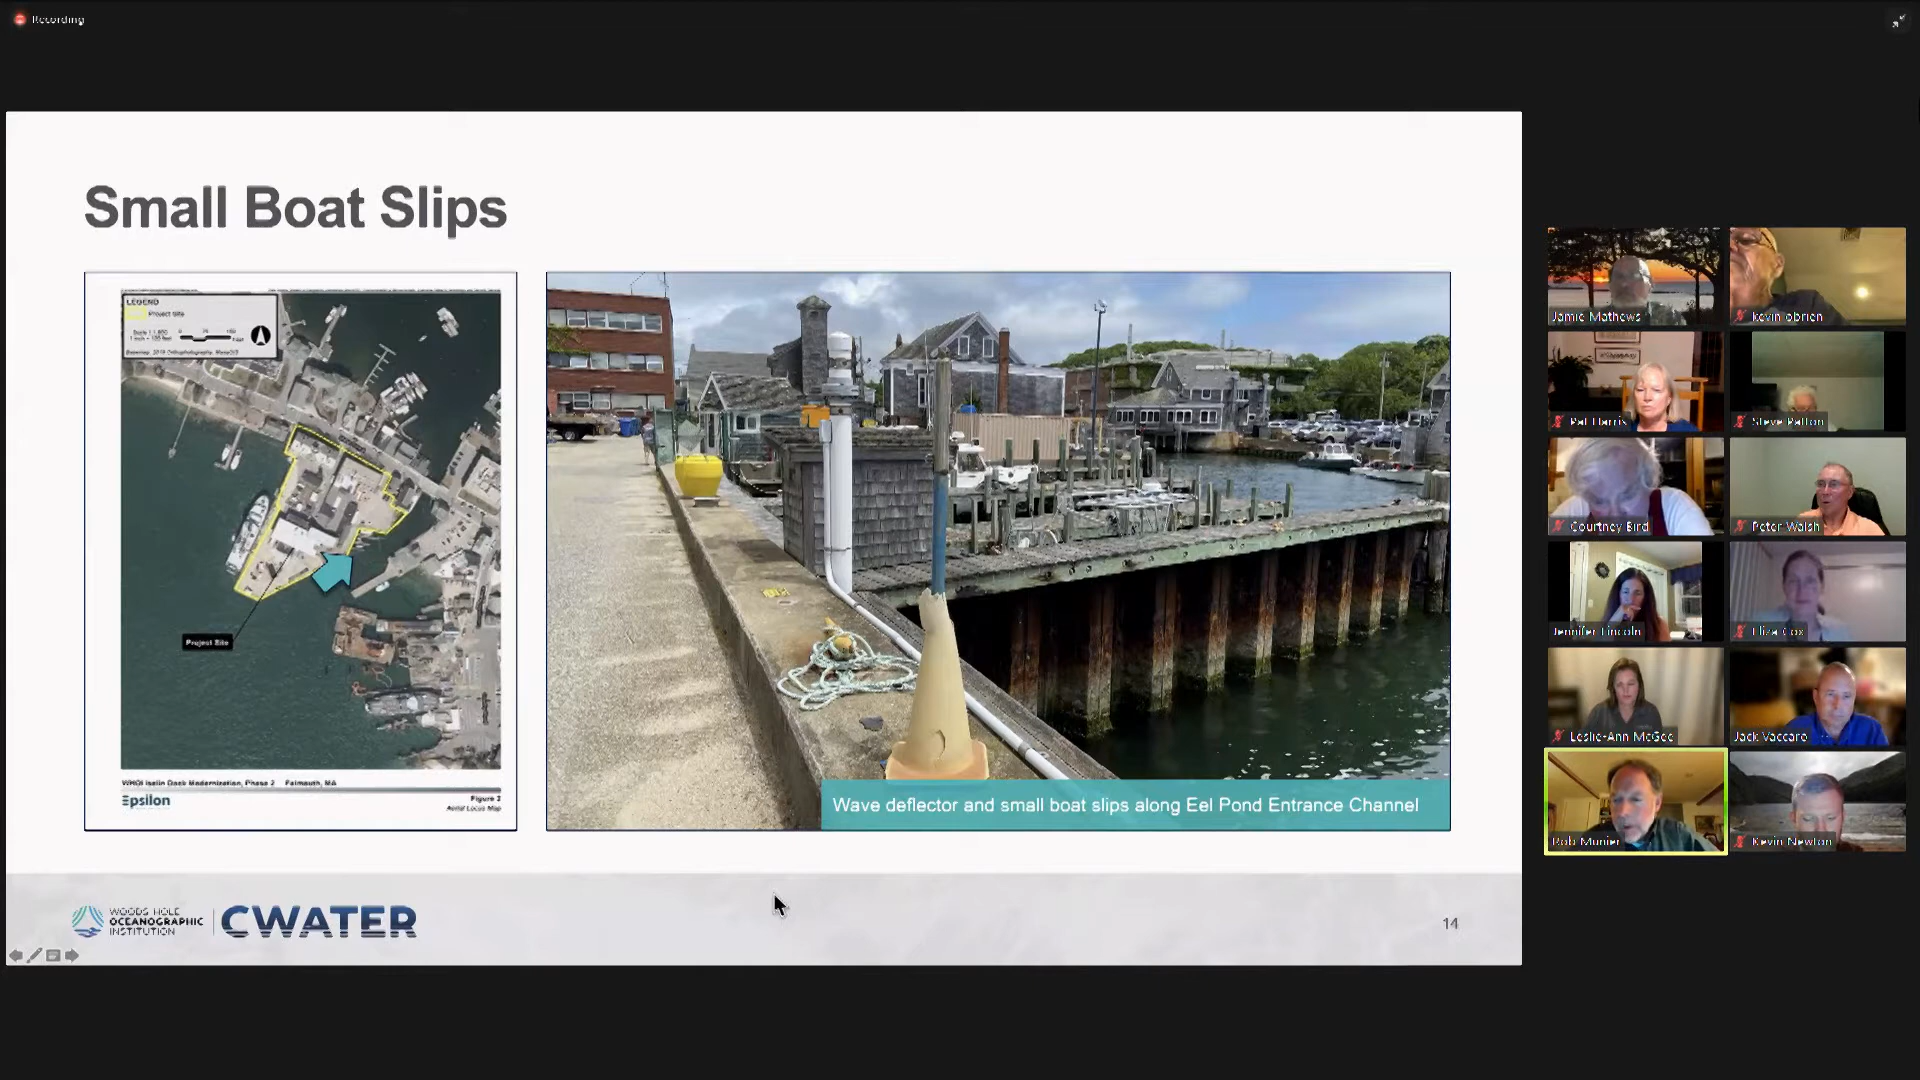 Recording
Small Boat Slips
LEGEND
Project Site
Project Site
WHOI Iselin Dock Modernization, Phase 2 Falmouth, MA
Epsilon
Figure 2
Aerial Locus Map
Wave deflector and small boat slips along Eel Pond Entrance Channel
WOODS HOLE
OCEANOGRAPHIC
INSTITUTION
CWATER
14
Jamie Mathews
kevin obrien
Pat Harris
Steve Patton
Courtney Bird
Peter Walsh
Jennifer Lincoln
Eliza Cox
Leslie-Ann McGee
Jack Vaccaro
Rob Munier
Kevin Newton